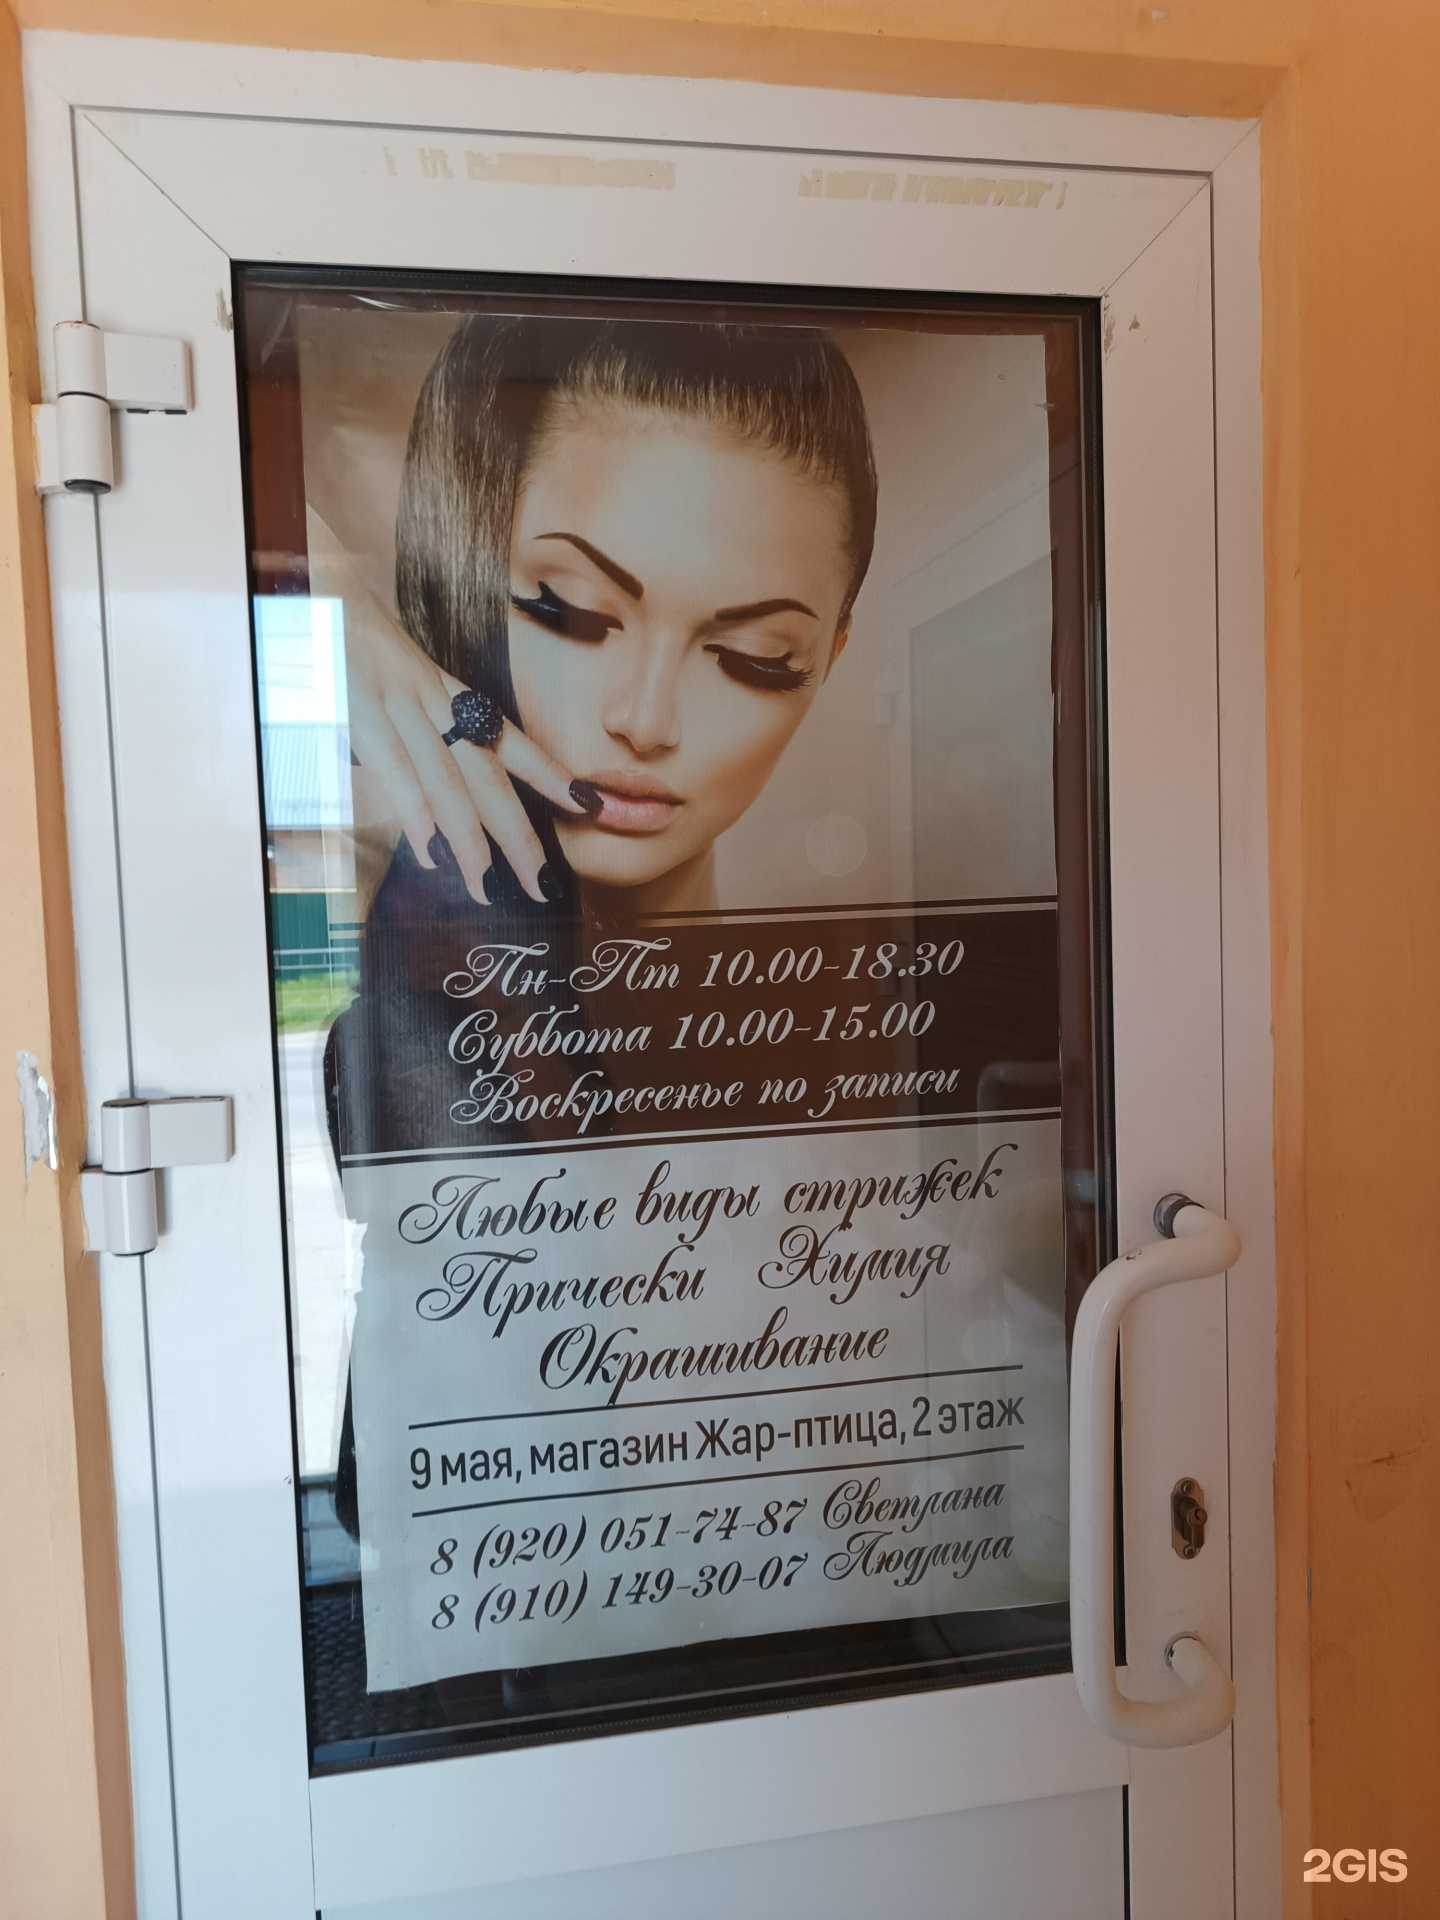 Пн-Пт 10.00-18.30
Суббота 10.00-15.00
Воскресенье по записи
Любые виды стрижек
Прически Химия
Окрашивание
9 мая, магазин Жар-птица, 2 этаж
8 (920) 051-74-87 Светлана
8 (910) 149-30-07 Людмила
2GIS